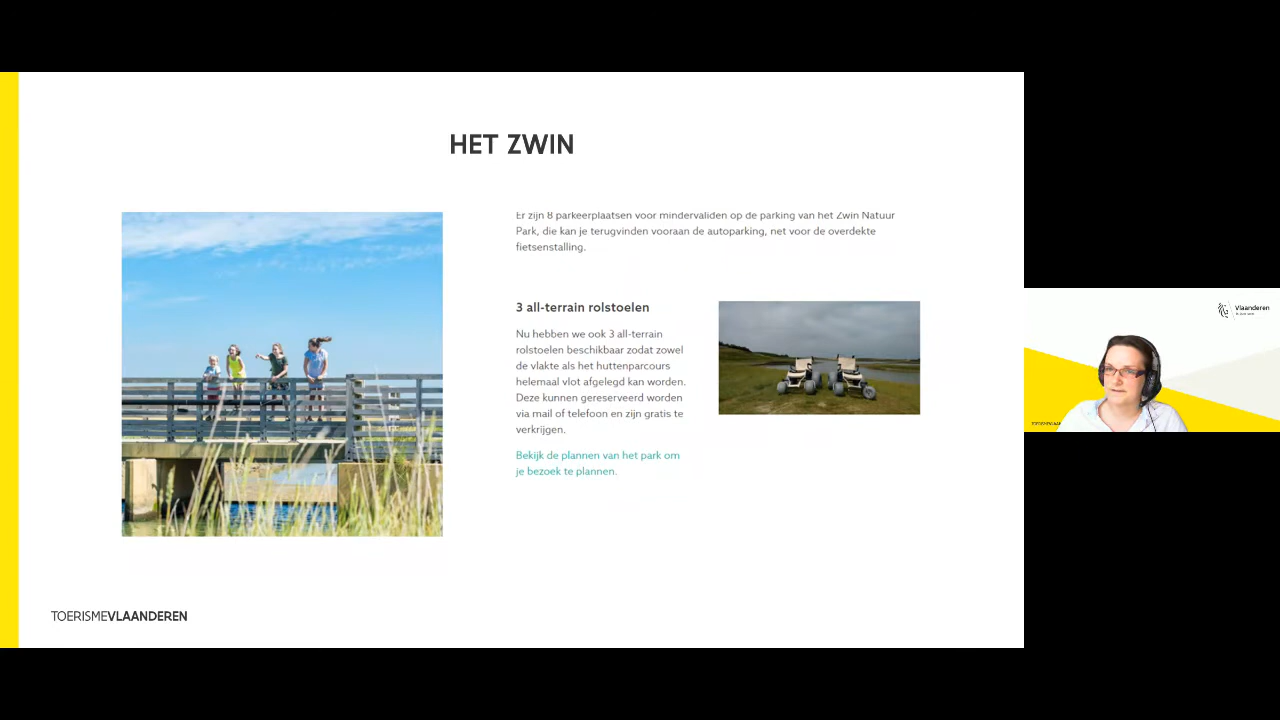 HET ZWIN
Er zijn 8 parkeerplaatsen voor mindervaliden op de parking van het Zwin Natuur
Park, die kan je terugvinden vooraan de autoparking, net voor de overdekte
fietsenstalling.
3 all-terrain rolstoelen
Nu hebben we ook 3 all-terrain
rolstoelen beschikbaar zodat zowel
de vlakte als het huttenparcours
helemaal vlot afgelegd kan worden.
Deze kunnen gereserveerd worden
via mail of telefoon en zijn gratis te
verkrijgen.
Bekijk de plannen van het park om
je bezoek te plannen.
TOERISMEVLAANDEREN
Vlaanderen